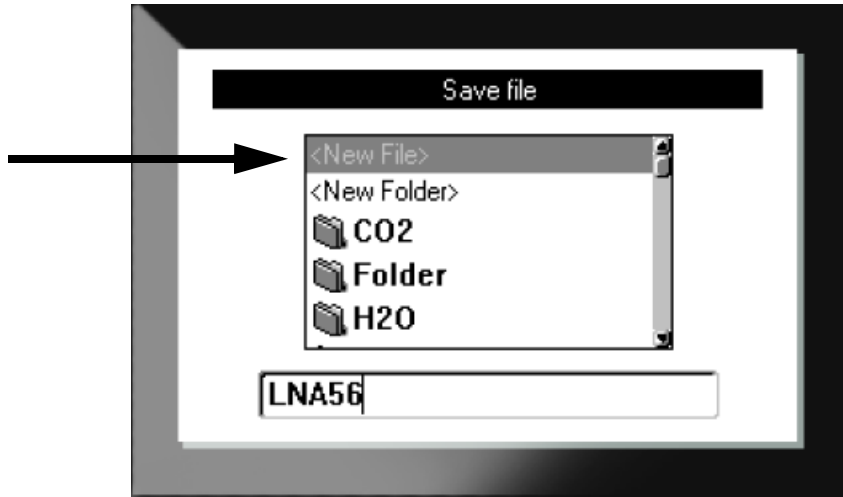 Save file
<New File>
<New Folder>
CO2
Folder
H2O
LNA56